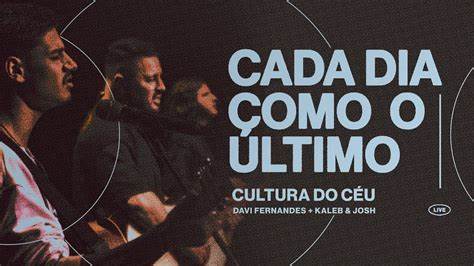 CADA DIA
COMO O
ÚLTIMO
CULTURA DO CÉU
DAVI FERNANDES + KALEB & JOSH
LIVE